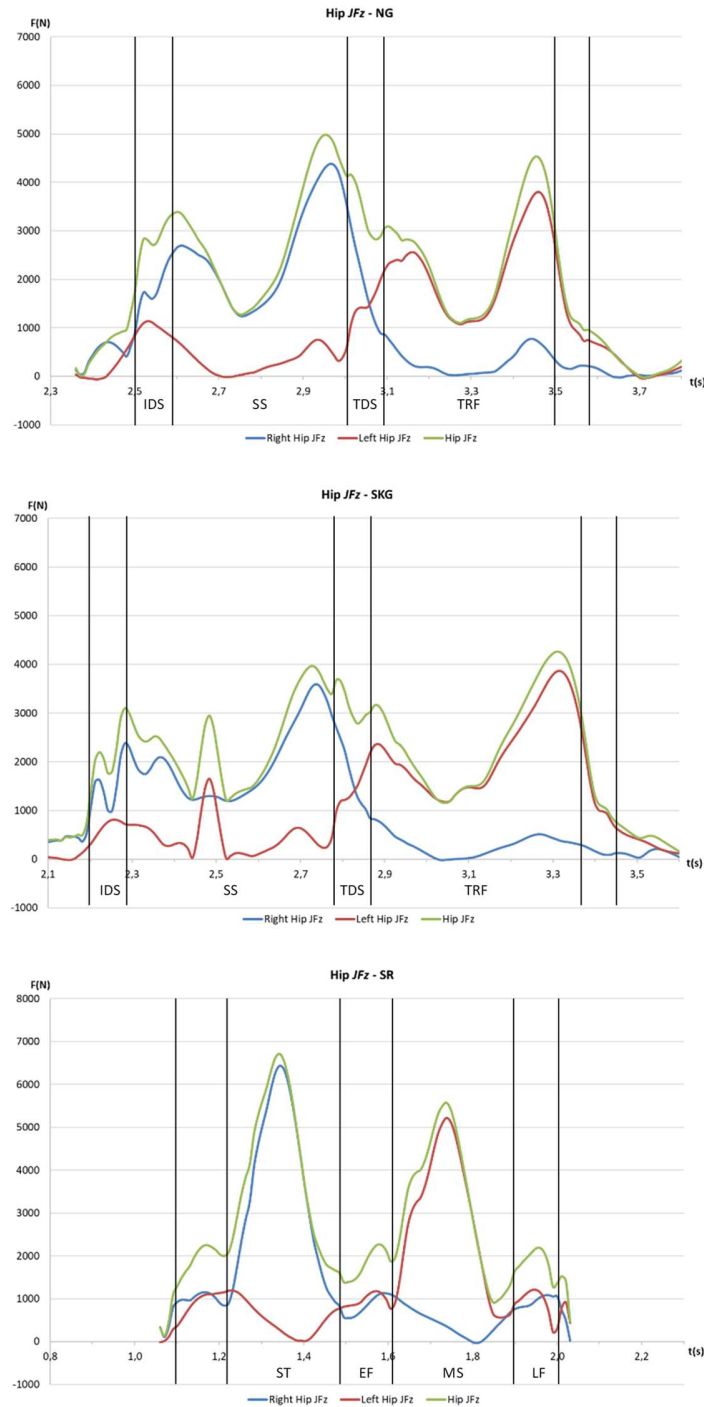 Hip JFz - NG
F(N)
7000
6000
5000
4000
3000
2000
1000
0
-1000
2,3 2,5 2,7 2,9 3,1 3,3 3,5 3,7 t(s)
IDS SS TDS TRF
Right Hip JFz Left Hip JFz Hip JFz
Hip JFz - SKG
F(N)
7000
6000
5000
4000
3000
2000
1000
0
-1000
2,1 2,3 2,5 2,7 2,9 3,1 3,3 3,5 t(s)
IDS SS TDS TRF
Right Hip JFz Left Hip JFz Hip JFz
Hip JFz - SR
F(N)
8000
7000
6000
5000
4000
3000
2000
1000
0
-1000
0,8 1,0 1,2 1,4 1,6 1,8 2,0 2,2 t(s)
ST EF MS LF
Right Hip JFz Left Hip JFz Hip JFz